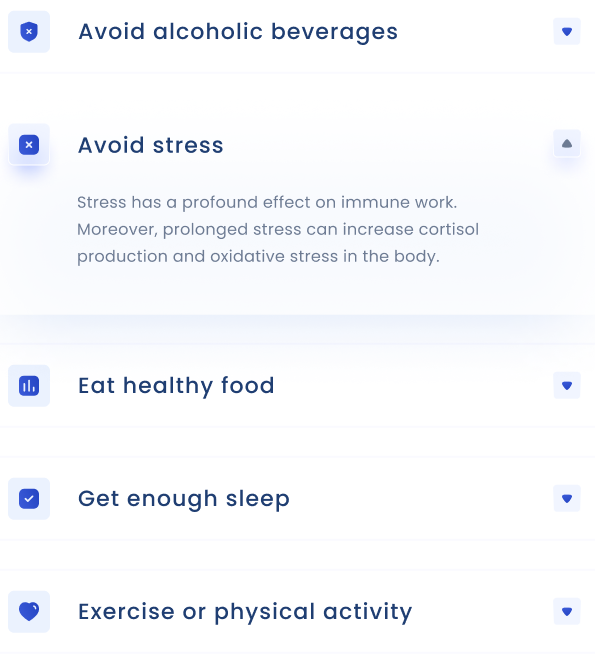 Avoid alcoholic beverages
Avoid stress
Stress has a profound effect on immune work.
Moreover, prolonged stress can increase cortisol
production and oxidative stress in the body.
Eat healthy food
Get enough sleep
Exercise or physical activity